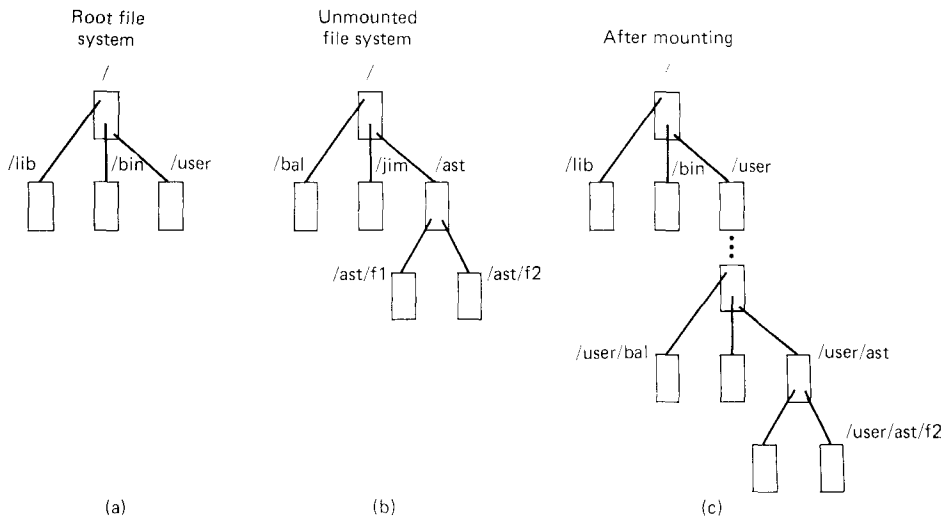 Root file
system
/
/lib
/bin
/user
(a)
Unmounted
file system
/
/bal
/jim
/ast
/ast/f1
/ast/f2
(b)
After mounting
/
/lib
/bin
/user
/user/bal
/user/ast
/user/ast/f2
(c)